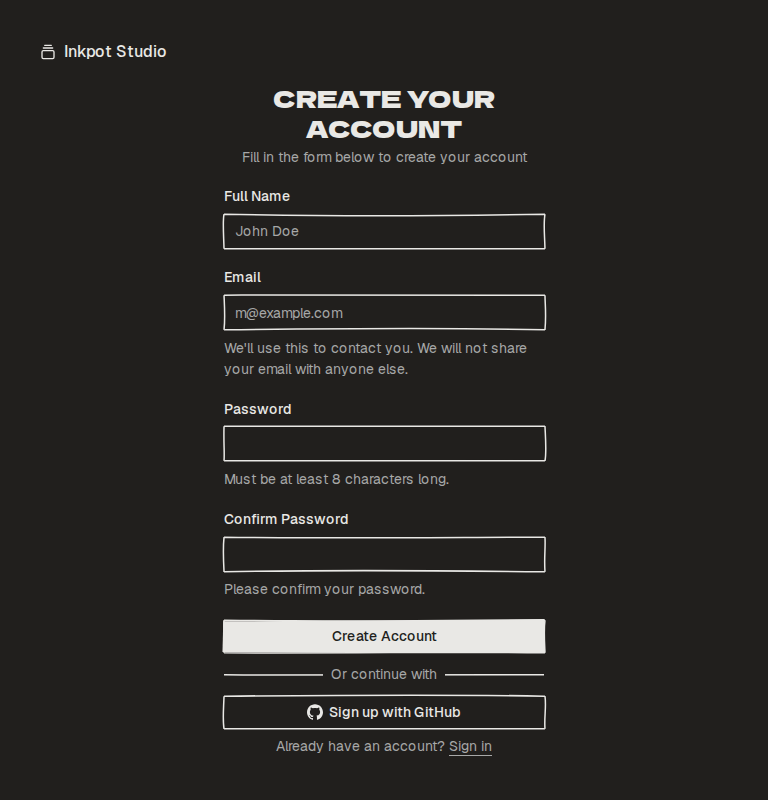 Inkpot Studio
CREATE YOUR
ACCOUNT
Fill in the form below to create your account
Full Name
John Doe
Email
m@example.com
We'll use this to contact you. We will not share
your email with anyone else.
Password
Must be at least 8 characters long.
Confirm Password
Please confirm your password.
Create Account
Or continue with
Sign up with GitHub
Already have an account? Sign in